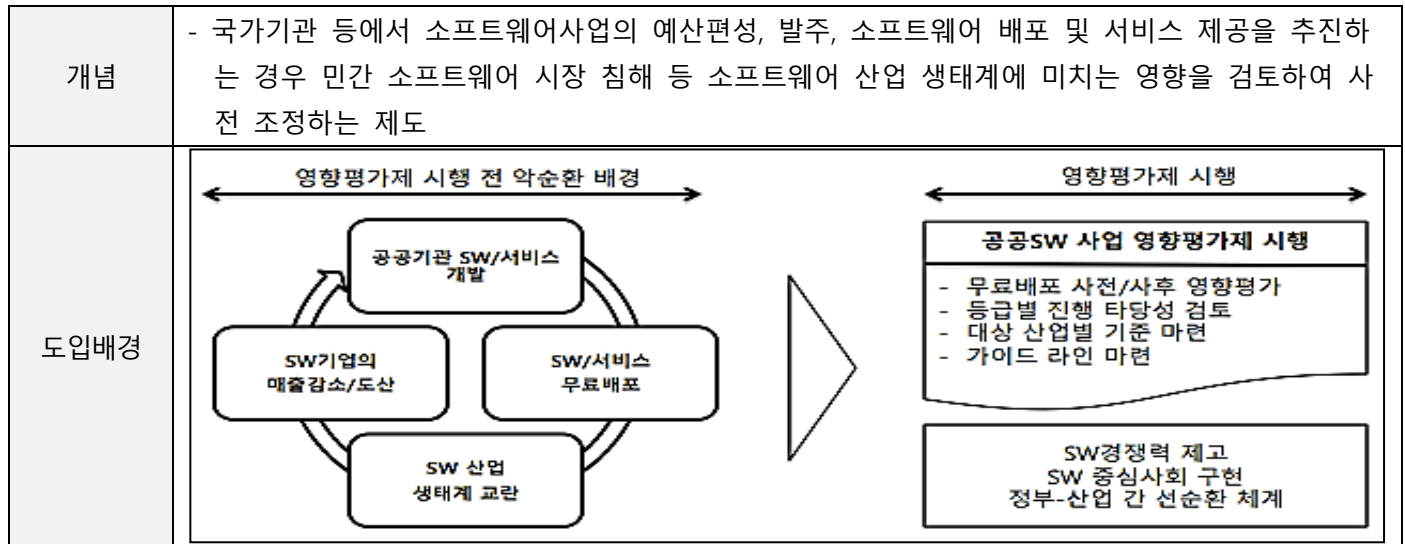 개념
- 국가기관 등에서 소프트웨어사업의 예산편성, 발주, 소프트웨어 배포 및 서비스 제공을 추진하
는 경우 민간 소프트웨어 시장 침해 등 소프트웨어 산업 생태계에 미치는 영향을 검토하여 사
전 조정하는 제도
도입배경
영향평가제 시행 전 악순환 배경
공공기관 SW/서비스
개발
SW기업의
매출감소/도산
SW/서비스
무료배포
SW 산업
생태계 교란
영향평가제 시행
공공SW 사업 영향평가제 시행
- 무료배포 사전/사후 영향평가
- 등급별 진행 타당성 검토
- 대상 산업별 기준 마련
- 가이드 라인 마련
SW경쟁력 제고
SW 중심사회 구현
정부-산업 간 선순환 체계